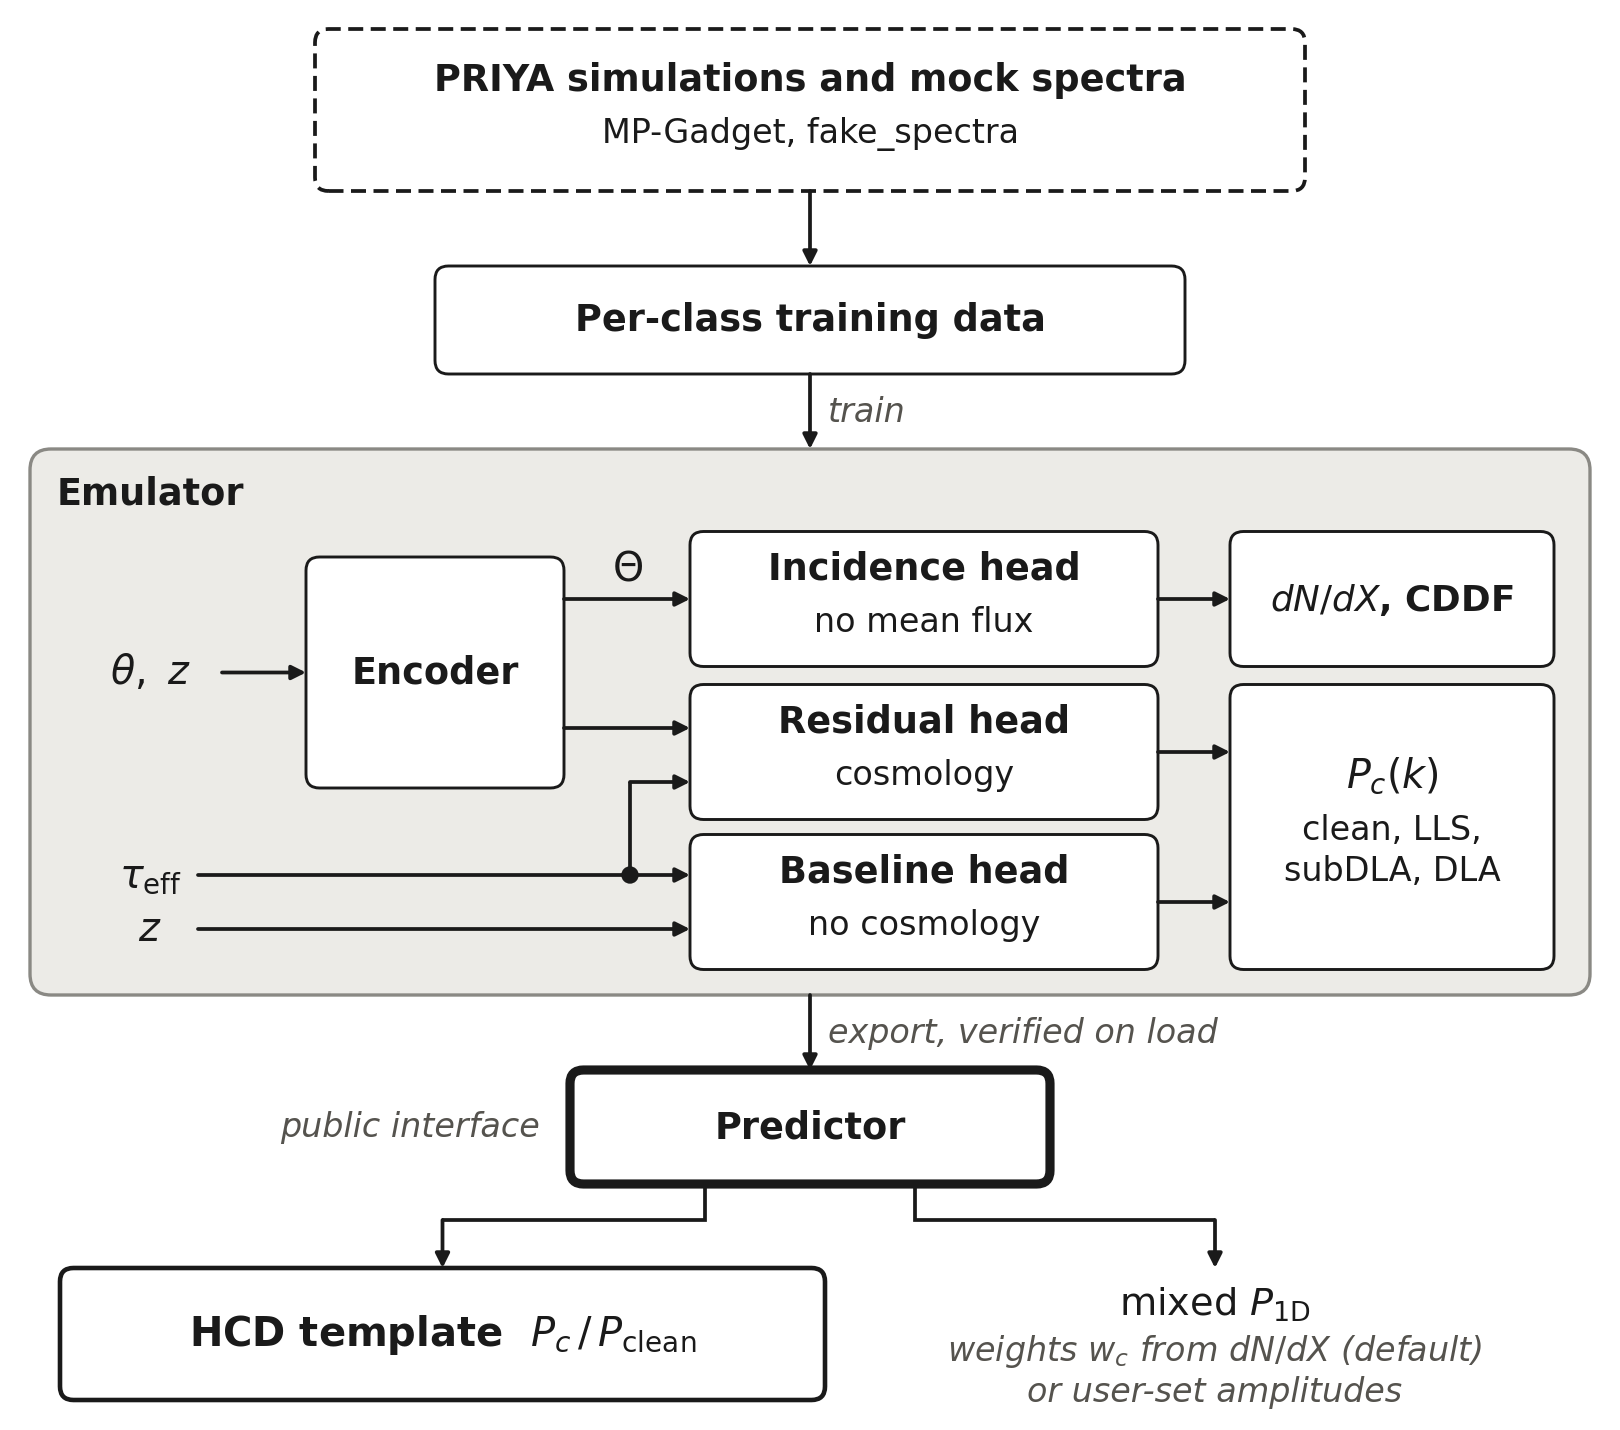 PRIYA simulations and mock spectra
MP-Gadget, fake_spectra
Per-class training data
train
Emulator
Θ
Incidence head
no mean flux
dN/dX, CDDF
θ, z
Encoder
Residual head
cosmology
P_c(k)
clean, LLS,
subDLA, DLA
τ_eff
Baseline head
no cosmology
z
export, verified on load
public interface
Predictor
HCD template P_c / P_clean
mixed P_1D
weights w_c from dN/dX (default)
or user-set amplitudes